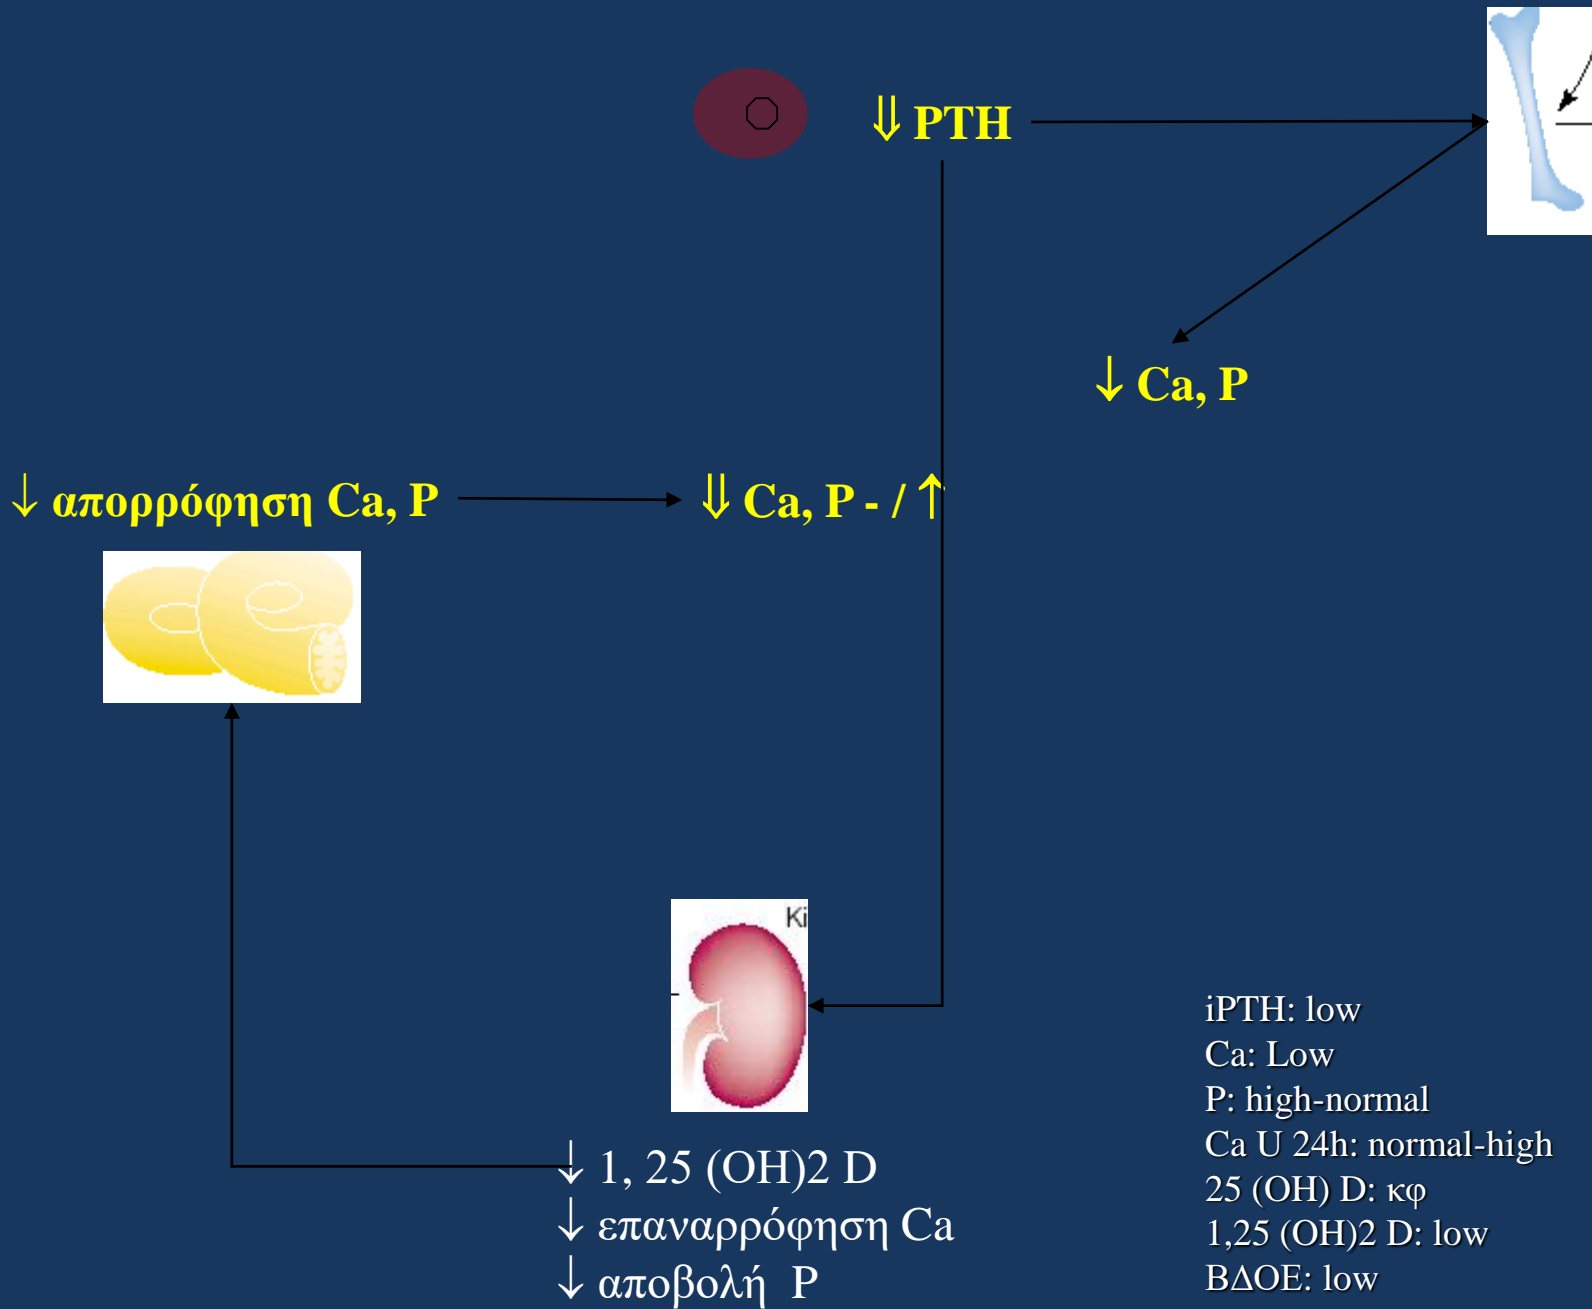 ⇓ PTH
↓ Ca, P
↓ απορρόφηση Ca, P
⇓ Ca, P - / ↑
Ki
↓ 1, 25 (OH)2 D
↓ επαναρρόφηση Ca
↓ αποβολή P
iPTH: low
Ca: Low
P: high-normal
Ca U 24h: normal-high
25 (OH) D: κφ
1,25 (OH)2 D: low
ΒΔΟΕ: low